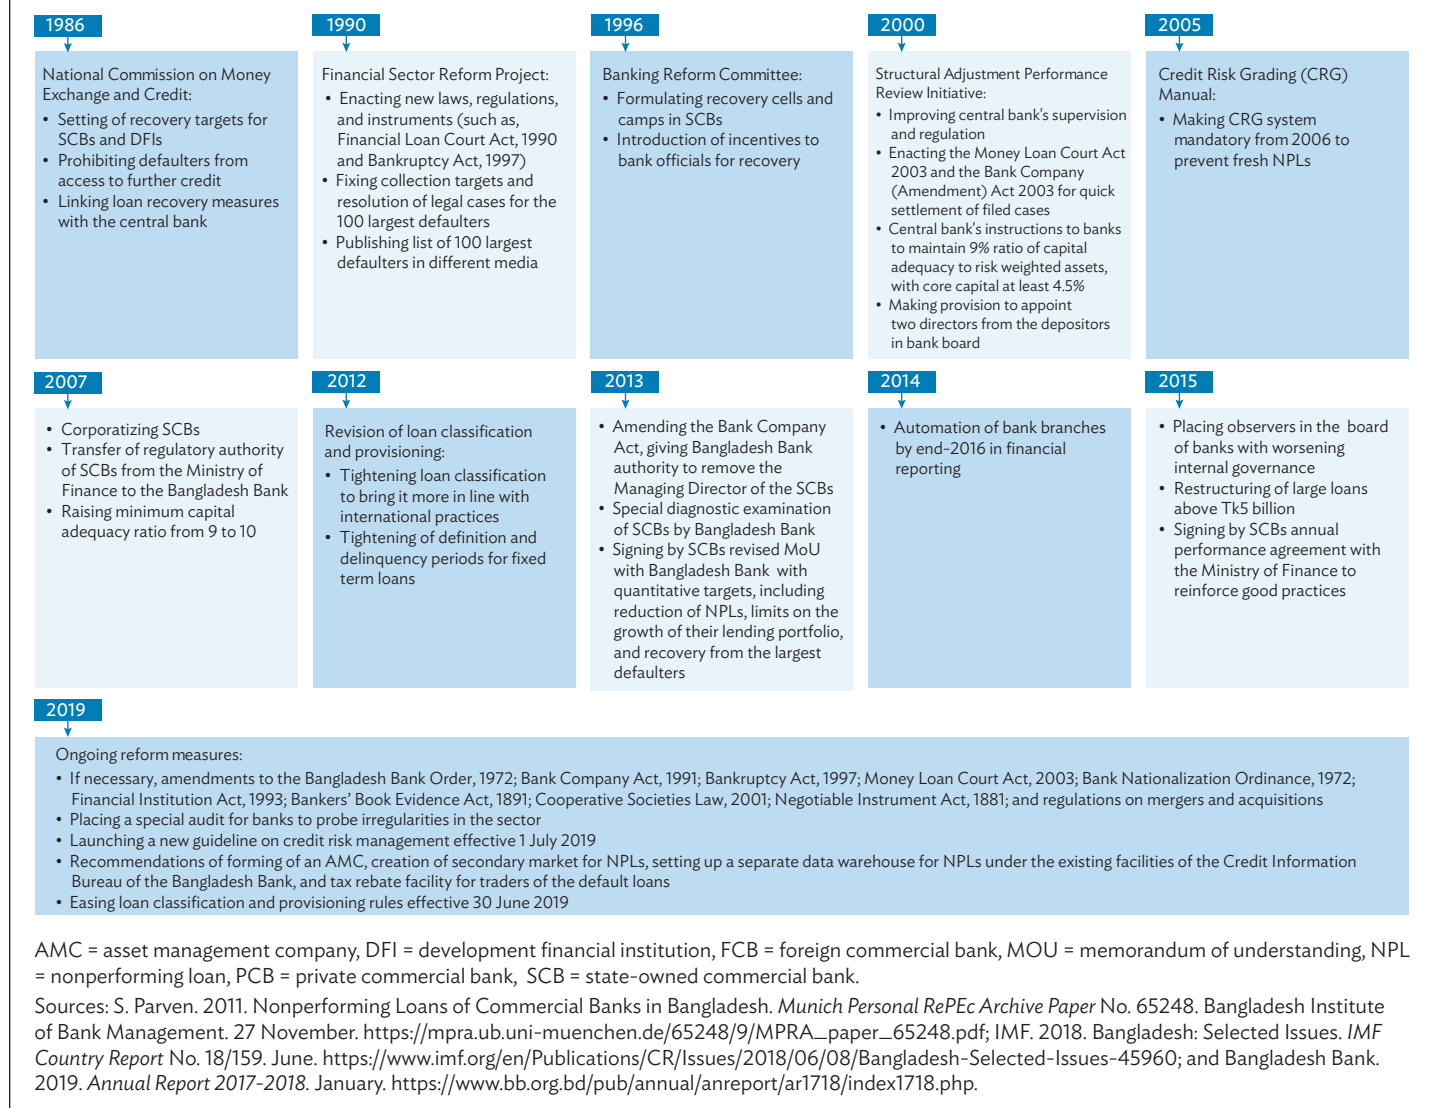 1986
National Commission on Money
Exchange and Credit:
• Setting of recovery targets for
SCBs and DFIs
• Prohibiting defaulters from
access to further credit
• Linking loan recovery measures
with the central bank
1990
Financial Sector Reform Project:
• Enacting new laws, regulations,
and instruments (such as,
Financial Loan Court Act, 1990
and Bankruptcy Act, 1997)
• Fixing collection targets and
resolution of legal cases for the
100 largest defaulters
• Publishing list of 100 largest
defaulters in different media
1996
Banking Reform Committee:
• Formulating recovery cells and
camps in SCBs
• Introduction of incentives to
bank officials for recovery
2000
Structural Adjustment Performance
Review Initiative:
• Improving central bank's supervision
and regulation
• Enacting the Money Loan Court Act
2003 and the Bank Company
(Amendment) Act 2003 for quick
settlement of filed cases
• Central bank's instructions to banks
to maintain 9% ratio of capital
adequacy to risk weighted assets,
with core capital at least 4.5%
• Making provision to appoint
two directors from the depositors
in bank board
2005
Credit Risk Grading (CRG)
Manual:
• Making CRG system
mandatory from 2006 to
prevent fresh NPLs
2007
• Corporatizing SCBs
• Transfer of regulatory authority
of SCBs from the Ministry of
Finance to the Bangladesh Bank
• Raising minimum capital
adequacy ratio from 9 to 10
2012
Revision of loan classification
and provisioning:
• Tightening loan classification
to bring it more in line with
international practices
• Tightening of definition and
delinquency periods for fixed
term loans
2013
• Amending the Bank Company
Act, giving Bangladesh Bank
authority to remove the
Managing Director of the SCBs
• Special diagnostic examination
of SCBs by Bangladesh Bank
• Signing by SCBs revised MoU
with Bangladesh Bank with
quantitative targets, including
reduction of NPLs, limits on the
growth of their lending portfolio,
and recovery from the largest
defaulters
2014
• Automation of bank branches
by end-2016 in financial
reporting
2015
• Placing observers in the board
of banks with worsening
internal governance
• Restructuring of large loans
above Tk5 billion
• Signing by SCBs annual
performance agreement with
the Ministry of Finance to
reinforce good practices
2019
Ongoing reform measures:
• If necessary, amendments to the Bangladesh Bank Order, 1972; Bank Company Act, 1991; Bankruptcy Act, 1997; Money Loan Court Act, 2003; Bank Nationalization Ordinance, 1972;
Financial Institution Act, 1993; Bankers' Book Evidence Act, 1891; Cooperative Societies Law, 2001; Negotiable Instrument Act, 1881; and regulations on mergers and acquisitions
• Placing a special audit for banks to probe irregularities in the sector
• Launching a new guideline on credit risk management effective 1 July 2019
• Recommendations of forming of an AMC, creation of secondary market for NPLs, setting up a separate data warehouse for NPLs under the existing facilities of the Credit Information
Bureau of the Bangladesh Bank, and tax rebate facility for traders of the default loans
• Easing loan classification and provisioning rules effective 30 June 2019
AMC = asset management company, DFI = development financial institution, FCB = foreign commercial bank, MOU = memorandum of understanding, NPL
= nonperforming loan, PCB = private commercial bank, SCB = state-owned commercial bank.
Sources: S. Parven. 2011. Nonperforming Loans of Commercial Banks in Bangladesh. Munich Personal RePEc Archive Paper No. 65248. Bangladesh Institute
of Bank Management. 27 November. https://mpra.ub.uni-muenchen.de/65248/9/MPRA_paper_65248.pdf; IMF. 2018. Bangladesh: Selected Issues. IMF
Country Report No. 18/159. June. https://www.imf.org/en/Publications/CR/Issues/2018/06/08/Bangladesh-Selected-Issues-45960; and Bangladesh Bank.
2019. Annual Report 2017-2018. January. https://www.bb.org.bd/pub/annual/anreport/ar1718/index1718.php.